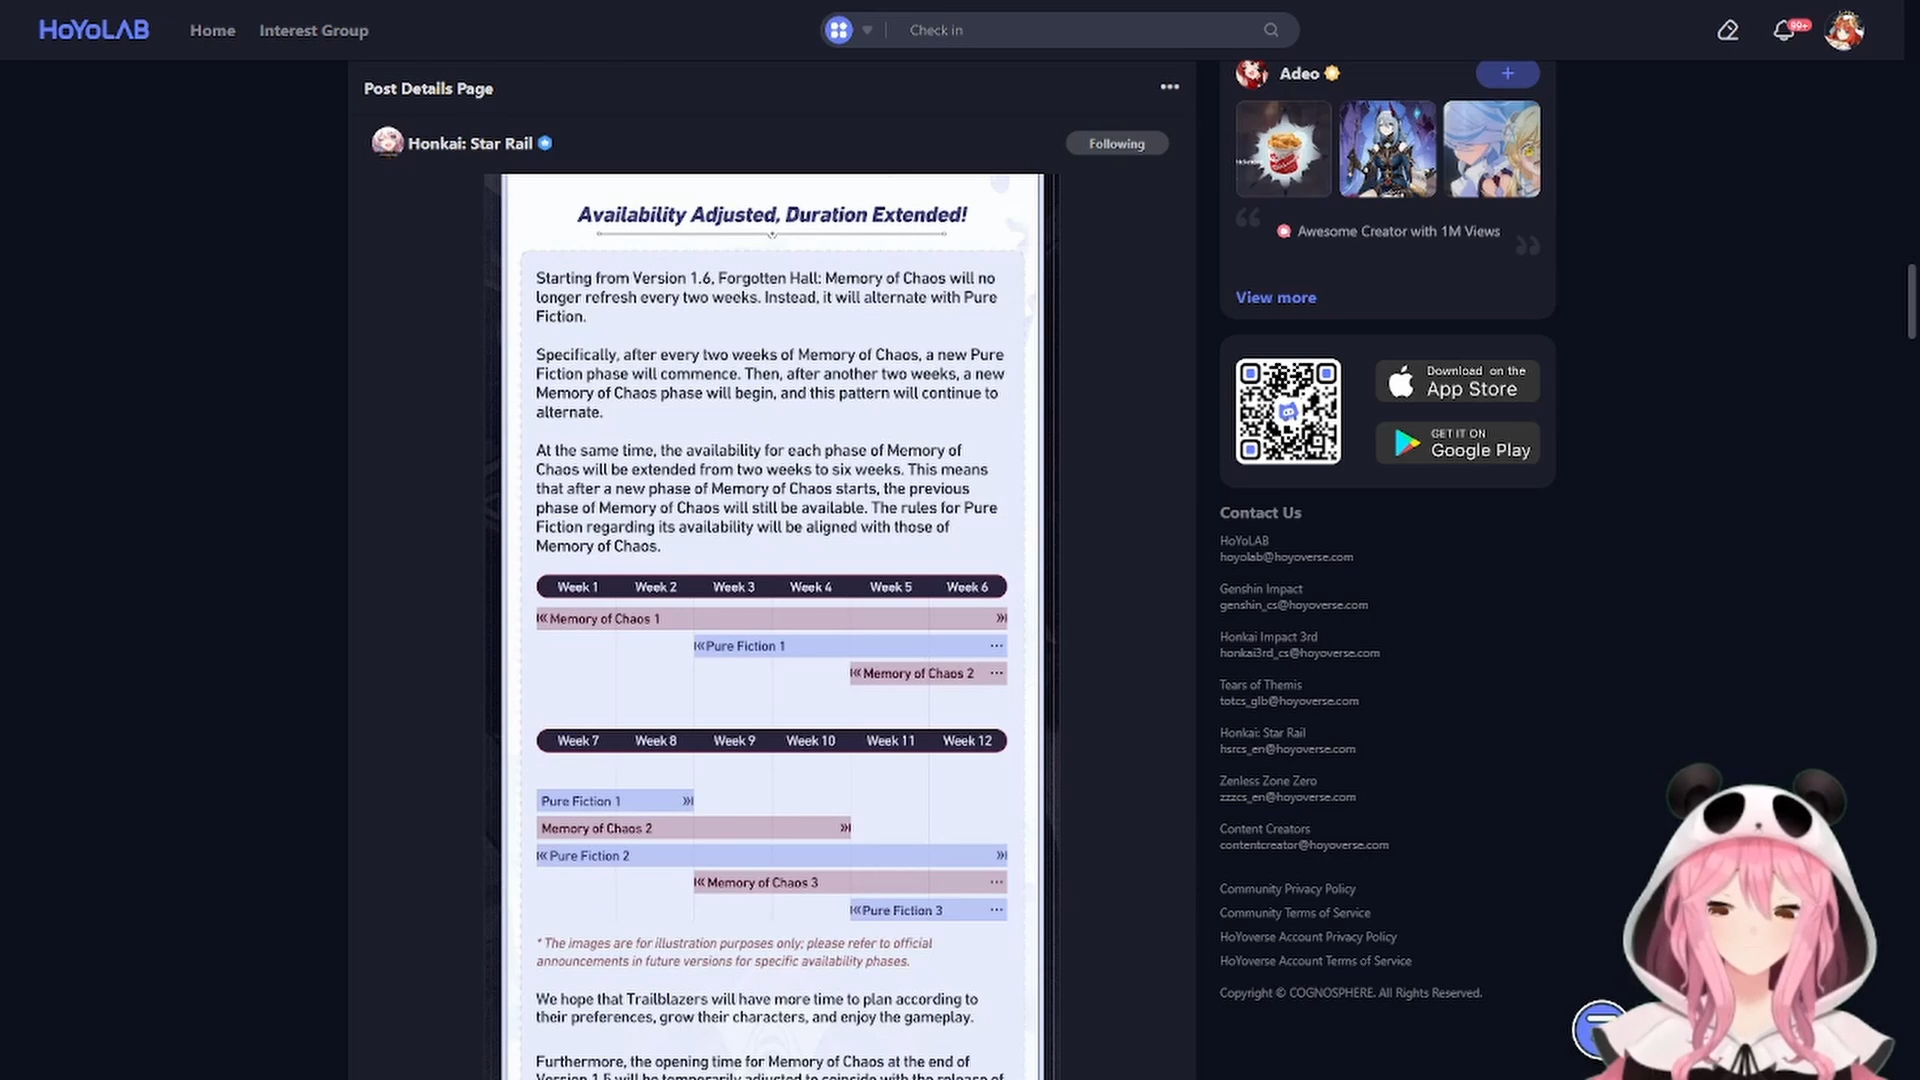 HoYoLAB
Home
Interest Group
Check in
99+
Post Details Page
Honkai: Star Rail
Following
Availability Adjusted, Duration Extended!
Starting from Version 1.6, Forgotten Hall: Memory of Chaos will no
longer refresh every two weeks. Instead, it will alternate with Pure
Fiction.
Specifically, after every two weeks of Memory of Chaos, a new Pure
Fiction phase will commence. Then, after another two weeks, a new
Memory of Chaos phase will begin, and this pattern will continue to
alternate.
At the same time, the availability for each phase of Memory of
Chaos will be extended from two weeks to six weeks. This means
that after a new phase of Memory of Chaos starts, the previous
phase of Memory of Chaos will still be available. The rules for Pure
Fiction regarding its availability will be aligned with those of
Memory of Chaos.
Week 1 Week 2 Week 3 Week 4 Week 5 Week 6
Memory of Chaos 1
Pure Fiction 1 ...
Memory of Chaos 2 ...
Week 7 Week 8 Week 9 Week 10 Week 11 Week 12
Pure Fiction 1
Memory of Chaos 2
Pure Fiction 2
Memory of Chaos 3 ...
Pure Fiction 3 ...
* The images are for illustration purposes only; please refer to official
announcements in future versions for specific availability phases.
We hope that Trailblazers will have more time to plan according to
their preferences, grow their characters, and enjoy the gameplay.
Furthermore, the opening time for Memory of Chaos at the end of
Version 1.5 will be temporarily adjusted to coincide with the release of
Adeo
Awesome Creator with 1M Views
View more
Download on the
App Store
GET IT ON
Google Play
Contact Us
HoYoLAB
hoyolab@hoyoverse.com
Genshin Impact
genshin_cs@hoyoverse.com
Honkai Impact 3rd
honkai3rd_cs@hoyoverse.com
Tears of Themis
totcs_glb@hoyoverse.com
Honkai: Star Rail
hsrcs_en@hoyoverse.com
Zenless Zone Zero
zzzcs_en@hoyoverse.com
Content Creators
contentcreator@hoyoverse.com
Community Privacy Policy
Community Terms of Service
HoYoverse Account Privacy Policy
HoYoverse Account Terms of Service
Copyright © COGNOSPHERE. All Rights Reserved.